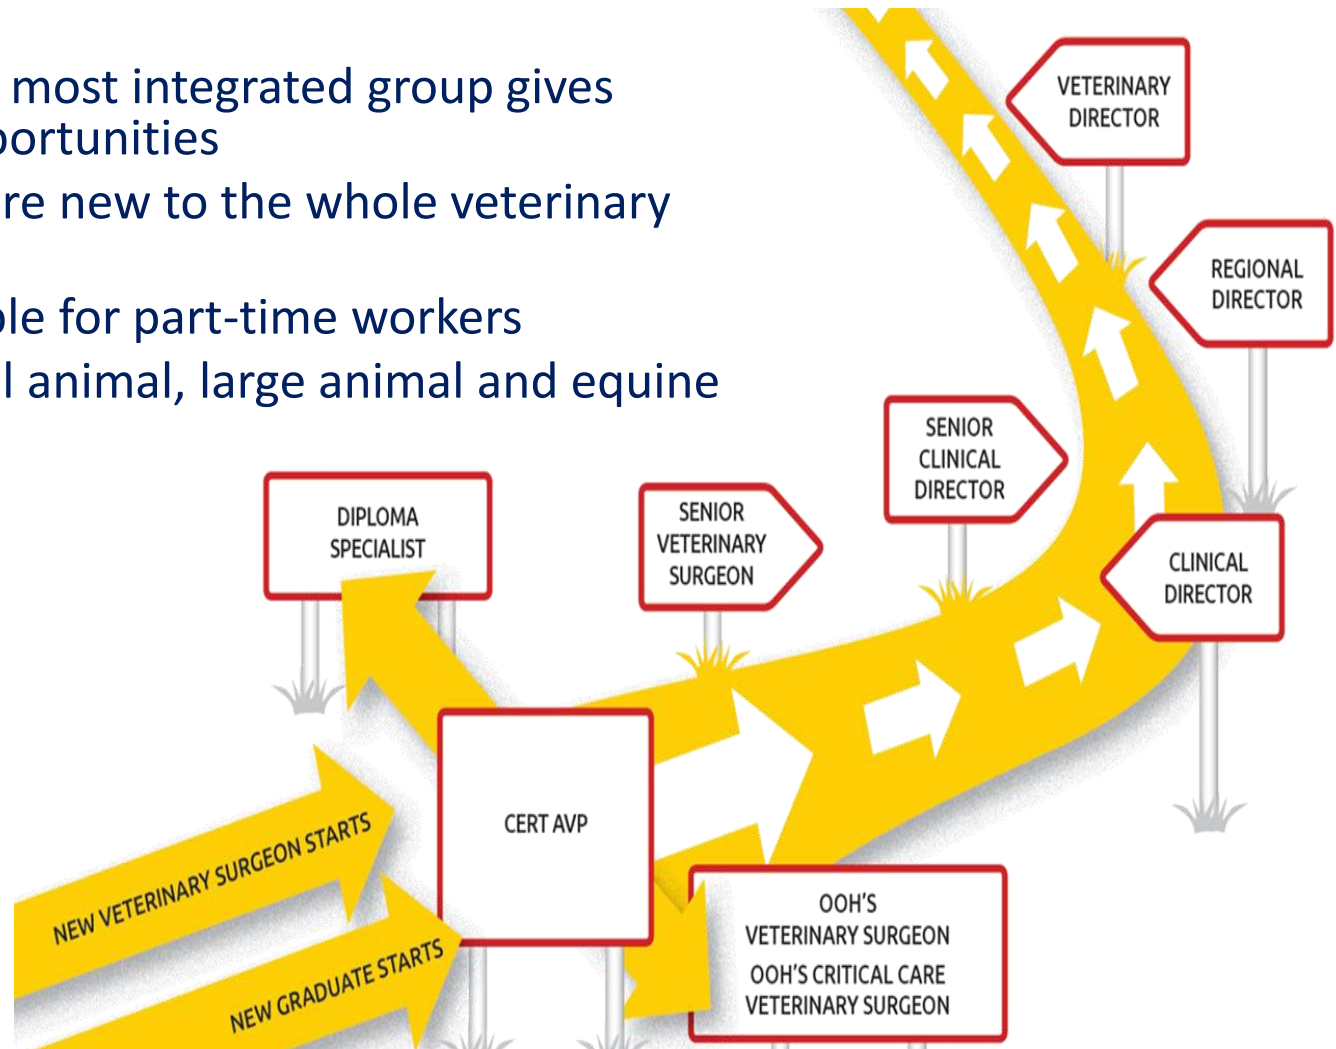 most integrated group gives
portunities
re new to the whole veterinary
ple for part-time workers
l animal, large animal and equine
VETERINARY
DIRECTOR
REGIONAL
DIRECTOR
SENIOR
CLINICAL
DIRECTOR
DIPLOMA
SPECIALIST
SENIOR
VETERINARY
SURGEON
CLINICAL
DIRECTOR
CERT AVP
NEW VETERINARY SURGEON STARTS
NEW GRADUATE STARTS
OOH'S
VETERINARY SURGEON
OOH'S CRITICAL CARE
VETERINARY SURGEON